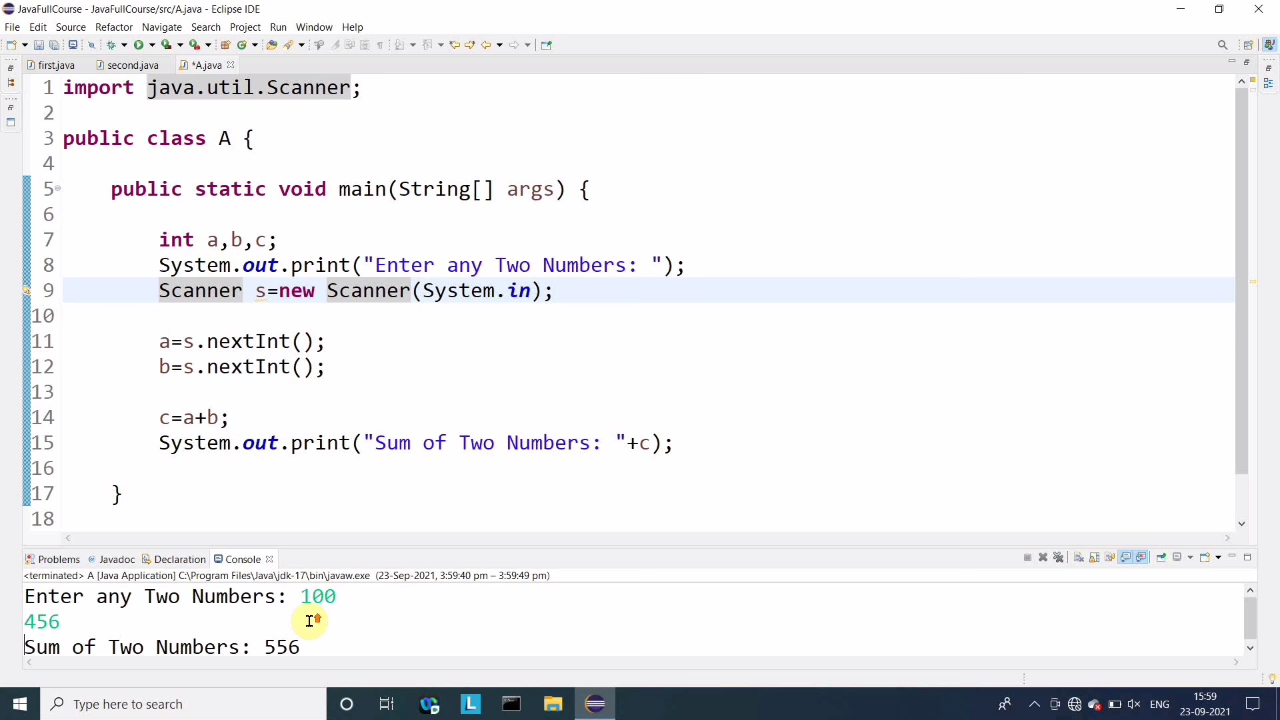 JavaFullCourse - JavaFullCourse/src/A.java - Eclipse IDE
File Edit Source Refactor Navigate Search Project Run Window Help
first.java second.java *A.java
1 import java.util.Scanner;
2
3 public class A {
4
5 public static void main(String[] args) {
6
7 int a,b,c;
8 System.out.print("Enter any Two Numbers: ");
9 Scanner s=new Scanner(System.in);
10
11 a=s.nextInt();
12 b=s.nextInt();
13
14 c=a+b;
15 System.out.print("Sum of Two Numbers: "+c);
16
17 }
18
Problems Javadoc Declaration Console
<terminated> A [Java Application] C:\Program Files\Java\jdk-17\bin\javaw.exe (23-Sep-2021, 3:59:40 pm – 3:59:49 pm)
Enter any Two Numbers: 100
456
Sum of Two Numbers: 556
Type here to search
L
ENG
15:59
23-09-2021